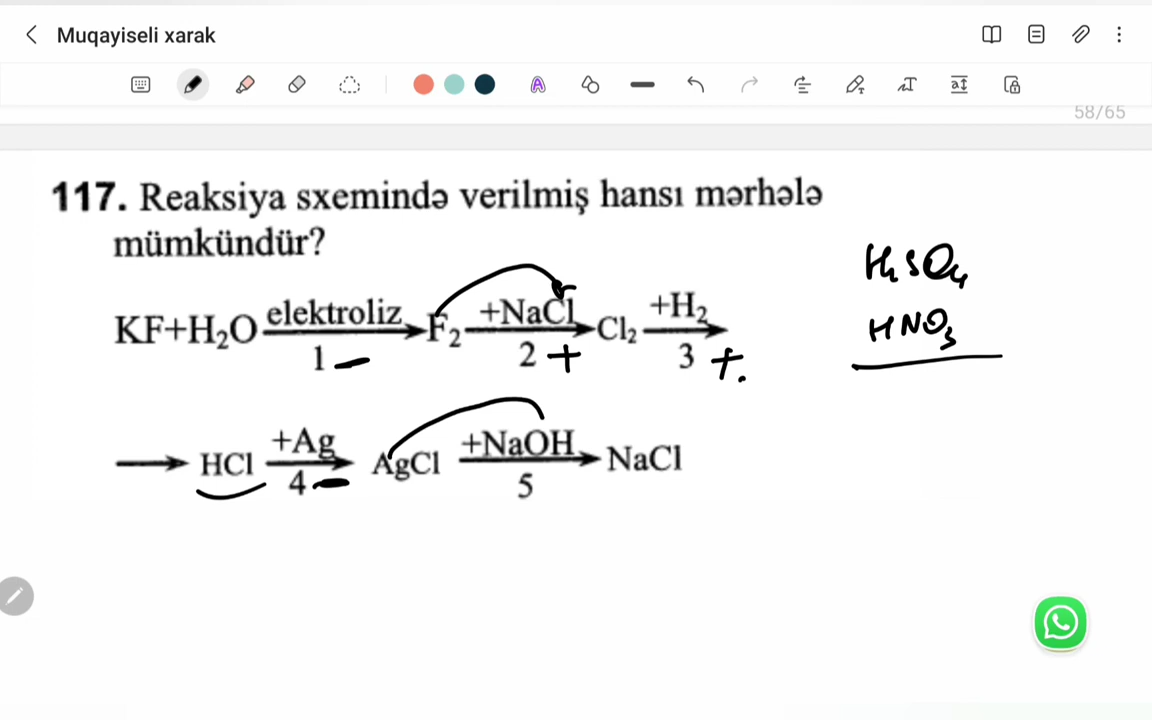 Muqayiseli xarak
58/65
117. Reaksiya sxemində verilmiş hansı mərhələ
mümkündür?
H₂SO₄
HNO₃
KF+H₂O elektroliz 1 – F₂ +NaCl 2 + Cl₂ +H₂ 3 +.
HCl +Ag 4 – AgCl +NaOH 5 NaCl